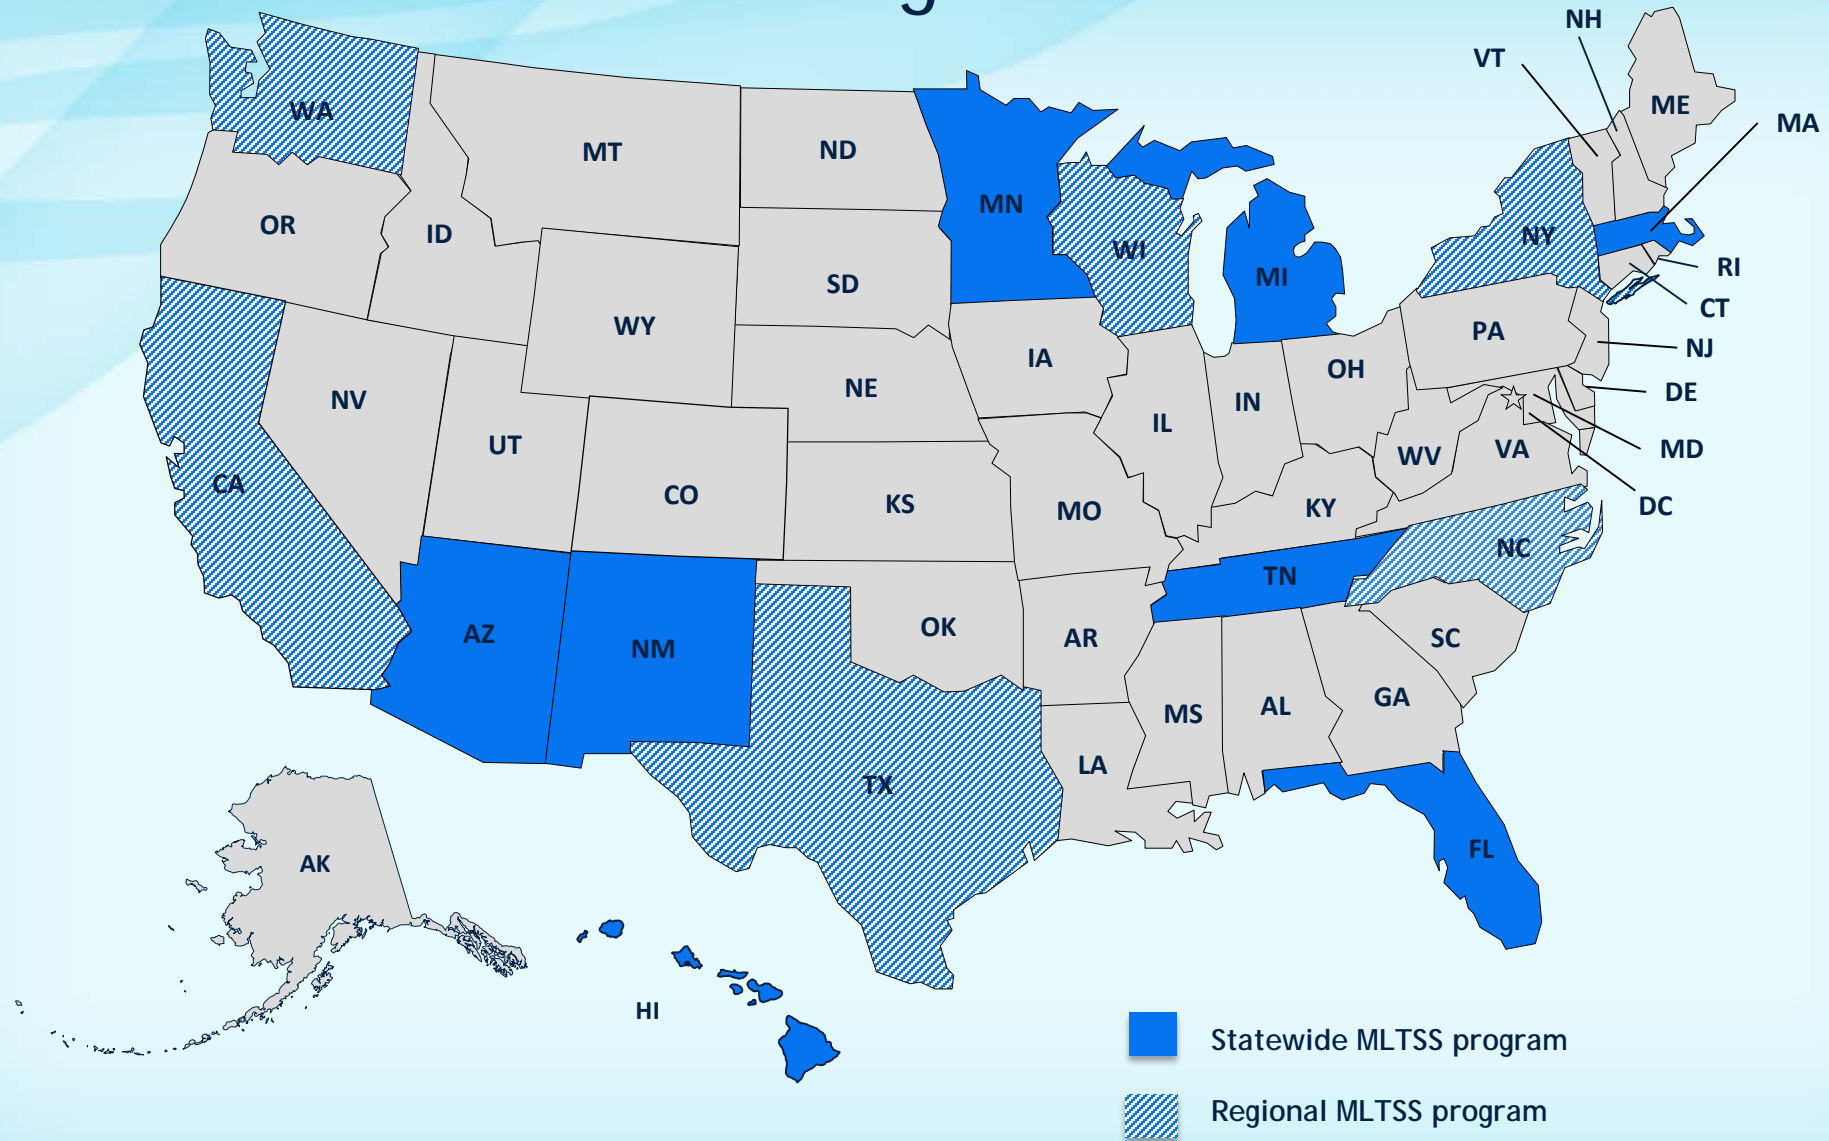 NH
VT
ME
WA
MA
MT
ND
MN
OR
ID
NY
WI
RI
MI
SD
CT
WY
PA
NJ
IA
OH
NE
DE
NV
IN
IL
UT
MD
VA
WV
CA
CO
KS
DC
KY
MO
NC
TN
OK
AZ
AR
SC
NM
GA
AL
MS
LA
TX
FL
AK
HI
Statewide MLTSS program
Regional MLTSS program